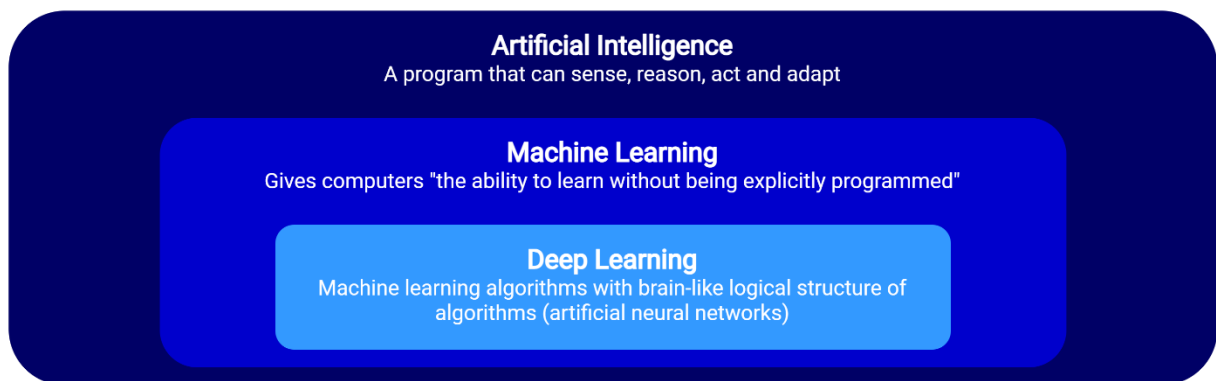 Artificial Intelligence
A program that can sense, reason, act and adapt
Machine Learning
Gives computers "the ability to learn without being explicitly programmed"
Deep Learning
Machine learning algorithms with brain-like logical structure of
algorithms (artificial neural networks)